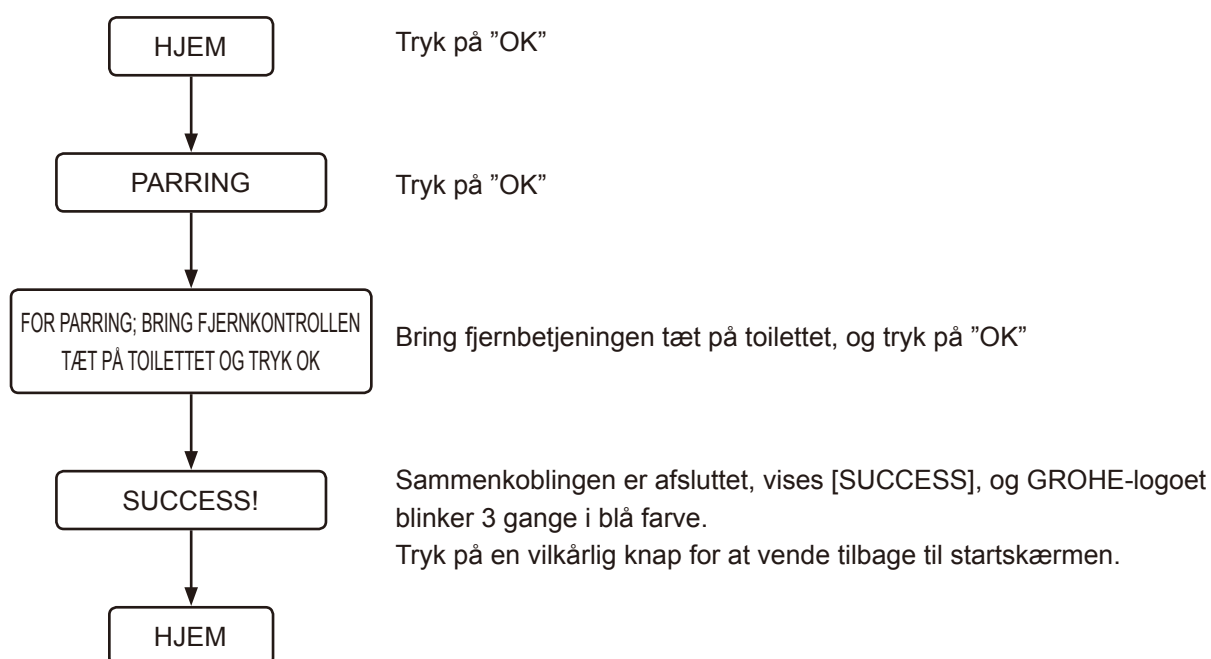 HJEM
Tryk på ”OK”
PARRING
Tryk på ”OK”
FOR PARRING; BRING FJERNKONTROLLEN
TÆT PÅ TOILETTET OG TRYK OK
Bring fjernbetjeningen tæt på toilettet, og tryk på ”OK”
SUCCESS!
Sammenkoblingen er afsluttet, vises [SUCCESS], og GROHE-logoet
blinker 3 gange i blå farve.
Tryk på en vilkårlig knap for at vende tilbage til startskærmen.
HJEM